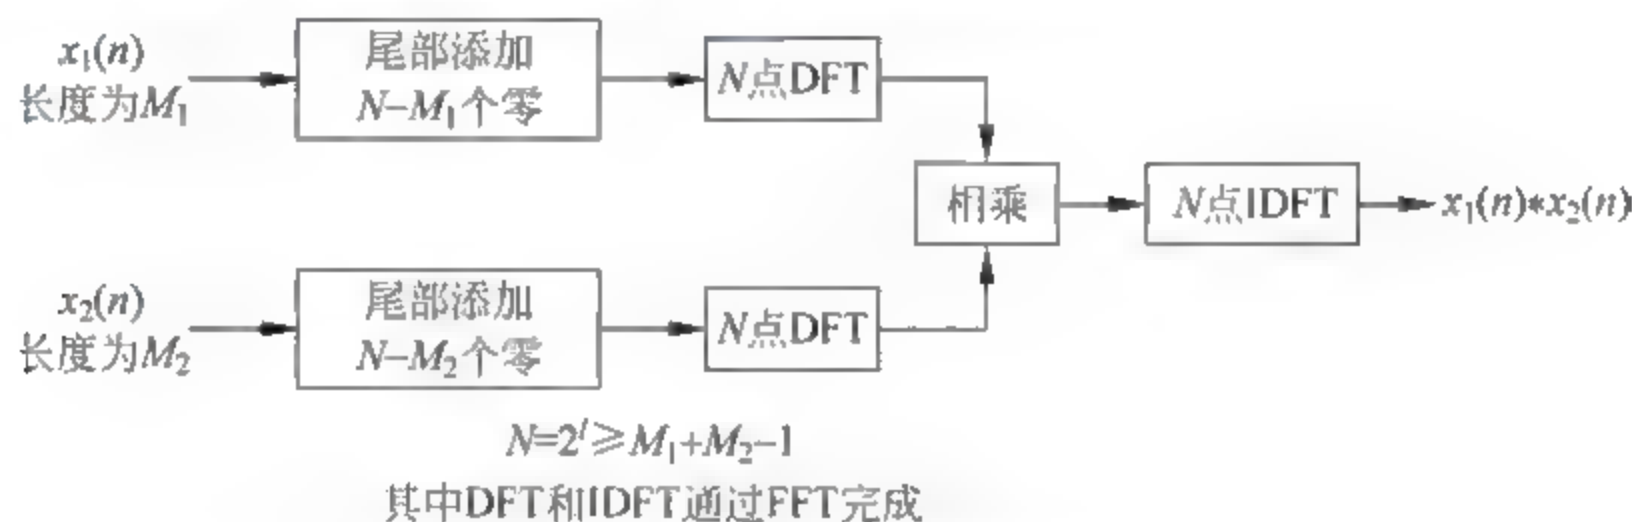 x₁(n)
长度为M₁
尾部添加
N−M₁个零
N点DFT
相乘
N点IDFT
x₁(n)*x₂(n)
x₂(n)
长度为M₂
尾部添加
N−M₂个零
N点DFT
N=2ˡ≥M₁+M₂−1
其中DFT和IDFT通过FFT完成